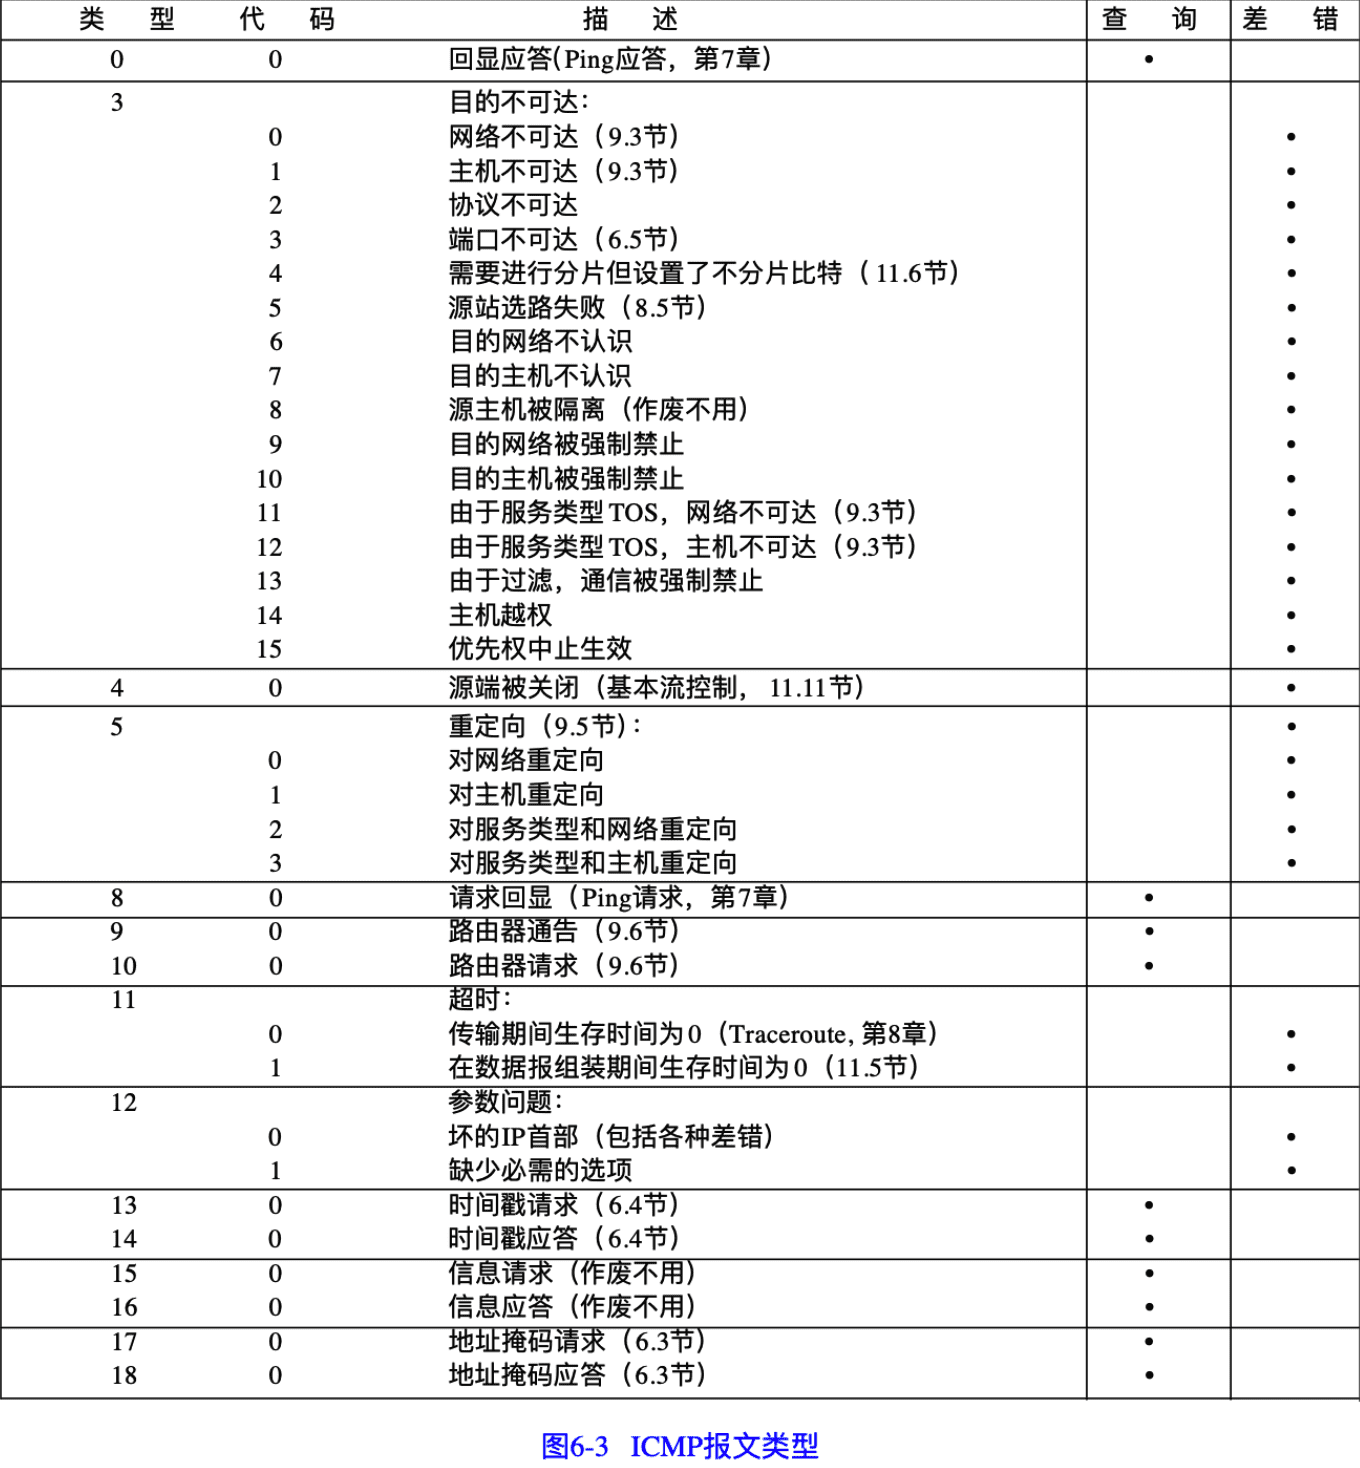 类 型 代 码 描 述 查 询 差 错
0 0 回显应答(Ping应答，第7章) •
3 目的不可达：
0 网络不可达（9.3节） •
1 主机不可达（9.3节） •
2 协议不可达 •
3 端口不可达（6.5节） •
4 需要进行分片但设置了不分片比特（11.6节） •
5 源站选路失败（8.5节） •
6 目的网络不认识 •
7 目的主机不认识 •
8 源主机被隔离（作废不用） •
9 目的网络被强制禁止 •
10 目的主机被强制禁止 •
11 由于服务类型TOS，网络不可达（9.3节） •
12 由于服务类型TOS，主机不可达（9.3节） •
13 由于过滤，通信被强制禁止 •
14 主机越权 •
15 优先权中止生效 •
4 0 源端被关闭（基本流控制，11.11节） •
5 重定向（9.5节）： •
0 对网络重定向 •
1 对主机重定向 •
2 对服务类型和网络重定向 •
3 对服务类型和主机重定向 •
8 0 请求回显（Ping请求，第7章） •
9 0 路由器通告（9.6节） •
10 0 路由器请求（9.6节） •
11 超时：
0 传输期间生存时间为0（Traceroute, 第8章） •
1 在数据报组装期间生存时间为0（11.5节） •
12 参数问题：
0 坏的IP首部（包括各种差错） •
1 缺少必需的选项 •
13 0 时间戳请求（6.4节） •
14 0 时间戳应答（6.4节） •
15 0 信息请求（作废不用） •
16 0 信息应答（作废不用） •
17 0 地址掩码请求（6.3节） •
18 0 地址掩码应答（6.3节） •
图6-3 ICMP报文类型